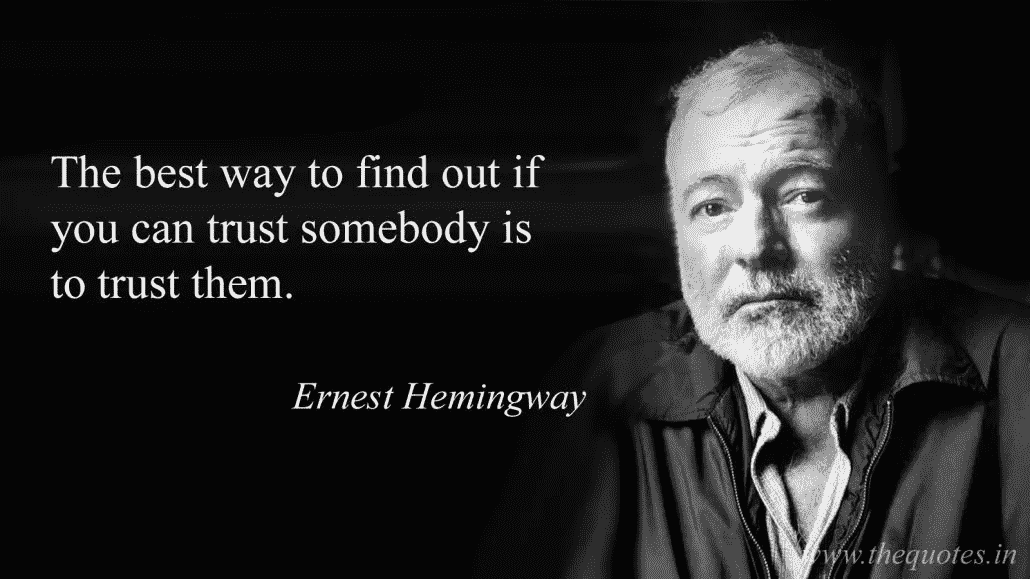 The best way to find out if
you can trust somebody is
to trust them.
Ernest Hemingway
www.thequotes.in